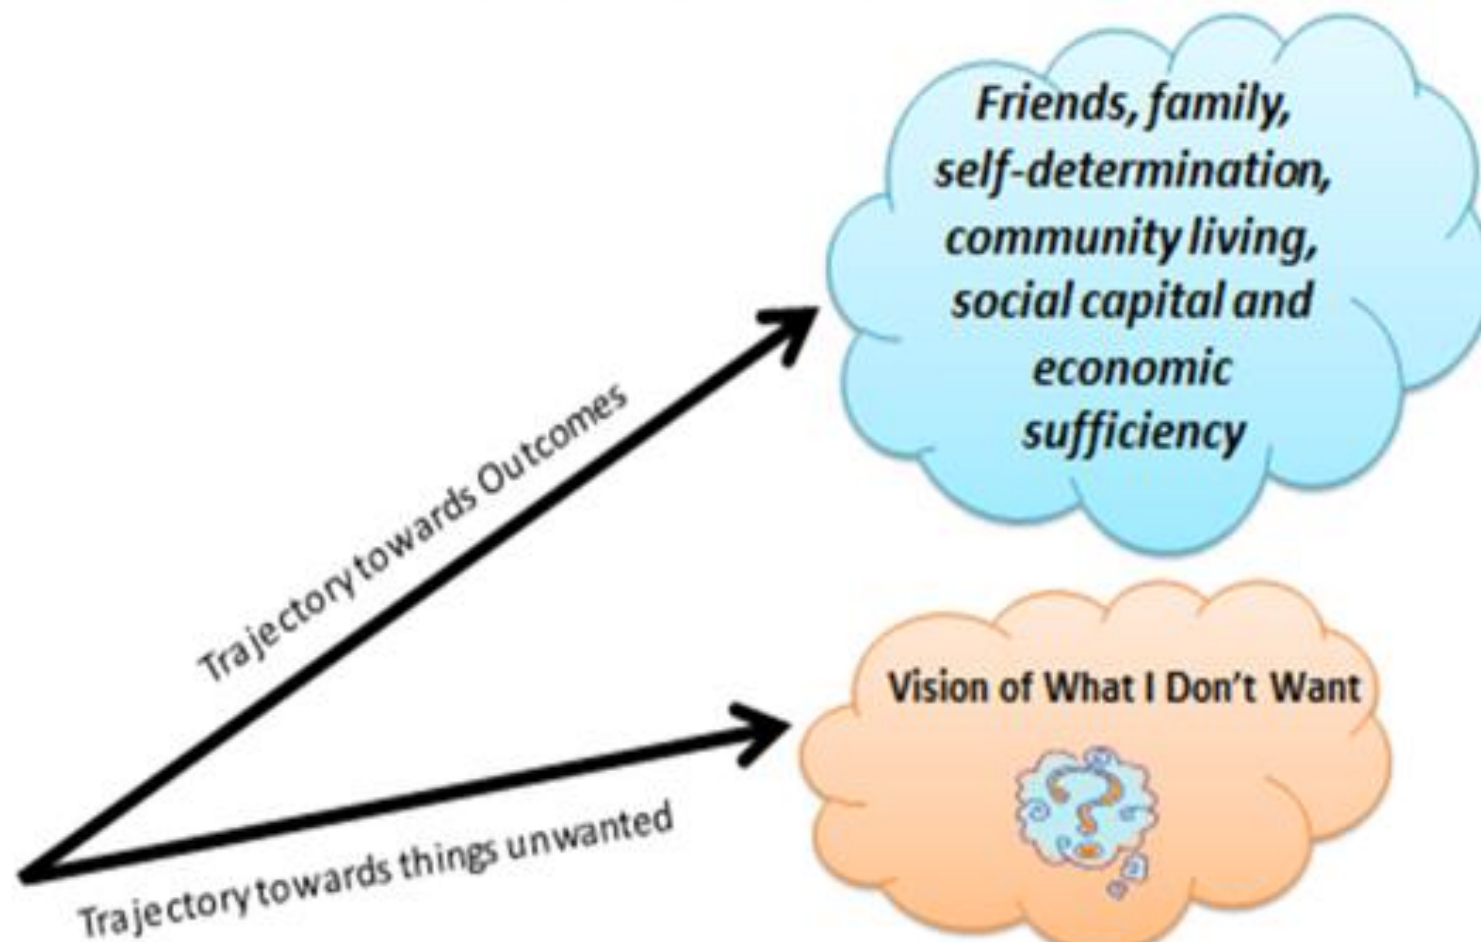 Friends, family,
self-determination,
community living,
social capital and
economic
sufficiency
Trajectory towards Outcomes
Vision of What I Don't Want
?
Trajectory towards things unwanted